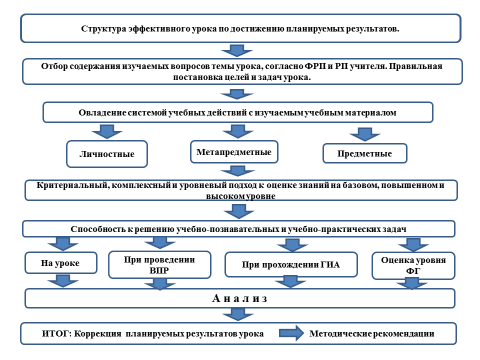 Структура эффективного урока по достижению планируемых результатов.
Отбор содержания изучаемых вопросов темы урока, согласно ФРП и РП учителя. Правильная
постановка целей и задач урока.
Овладение системой учебных действий с изучаемым учебным материалом
Личностные
Метапредметные
Предметные
Критериальный, комплексный и уровневый подход к оценке знаний на базовом, повышенном и
высоком уровне
Способность к решению учебно-познавательных и учебно-практических задач
На уроке
При проведении
ВПР
При прохождении ГИА
Оценка уровня
ФГ
А н а л и з
ИТОГ: Коррекция планируемых результатов урока
Методические рекомендации